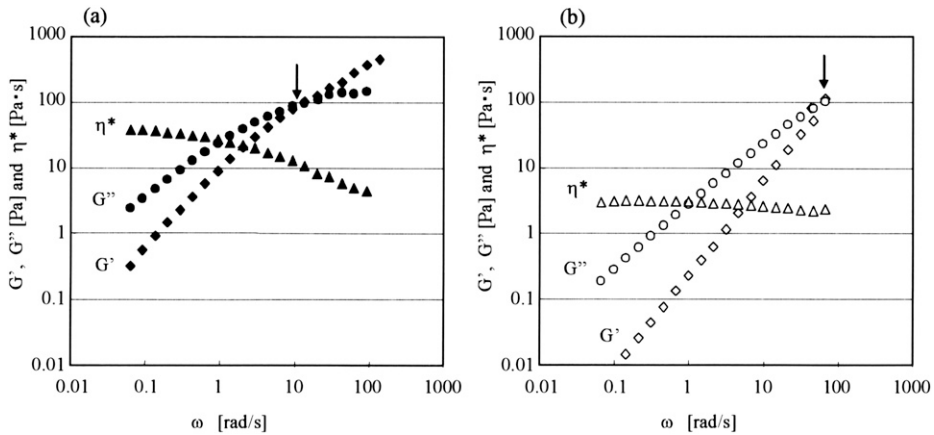 (a)
G', G'' [Pa] and η* [Pa·s]
1000
100
10
1
0.1
0.01
η*
G''
G'
0.01 0.1 1 10 100 1000
ω [rad/s]
(b)
G', G'' [Pa] and η* [Pa·s]
1000
100
10
1
0.1
0.01
η*
G''
G'
0.01 0.1 1 10 100 1000
ω [rad/s]